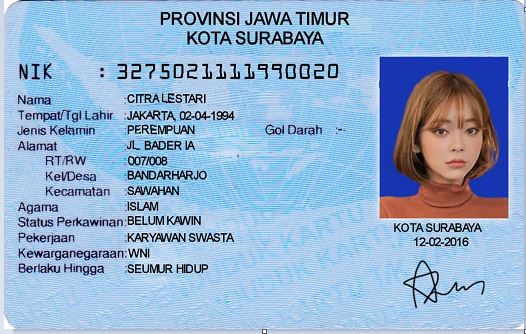 PROVINSI JAWA TIMUR
KOTA SURABAYA
NIK : 3275021111990020
Nama : CITRA LESTARI
Tempat/Tgl Lahir : JAKARTA, 02-04-1994
Jenis Kelamin : PEREMPUAN Gol Darah :-
Alamat : JL. BADER IA
RT/RW : 007/008
Kel/Desa : BANDARHARJO
Kecamatan : SAWAHAN
Agama : ISLAM
Status Perkawinan: BELUM KAWIN
Pekerjaan : KARYAWAN SWASTA
Kewarganegaraan: WNI
Berlaku Hingga : SEUMUR HIDUP
KOTA SURABAYA
12-02-2016